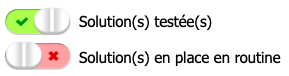 Solution(s) testée(s)
Solution(s) en place en routine